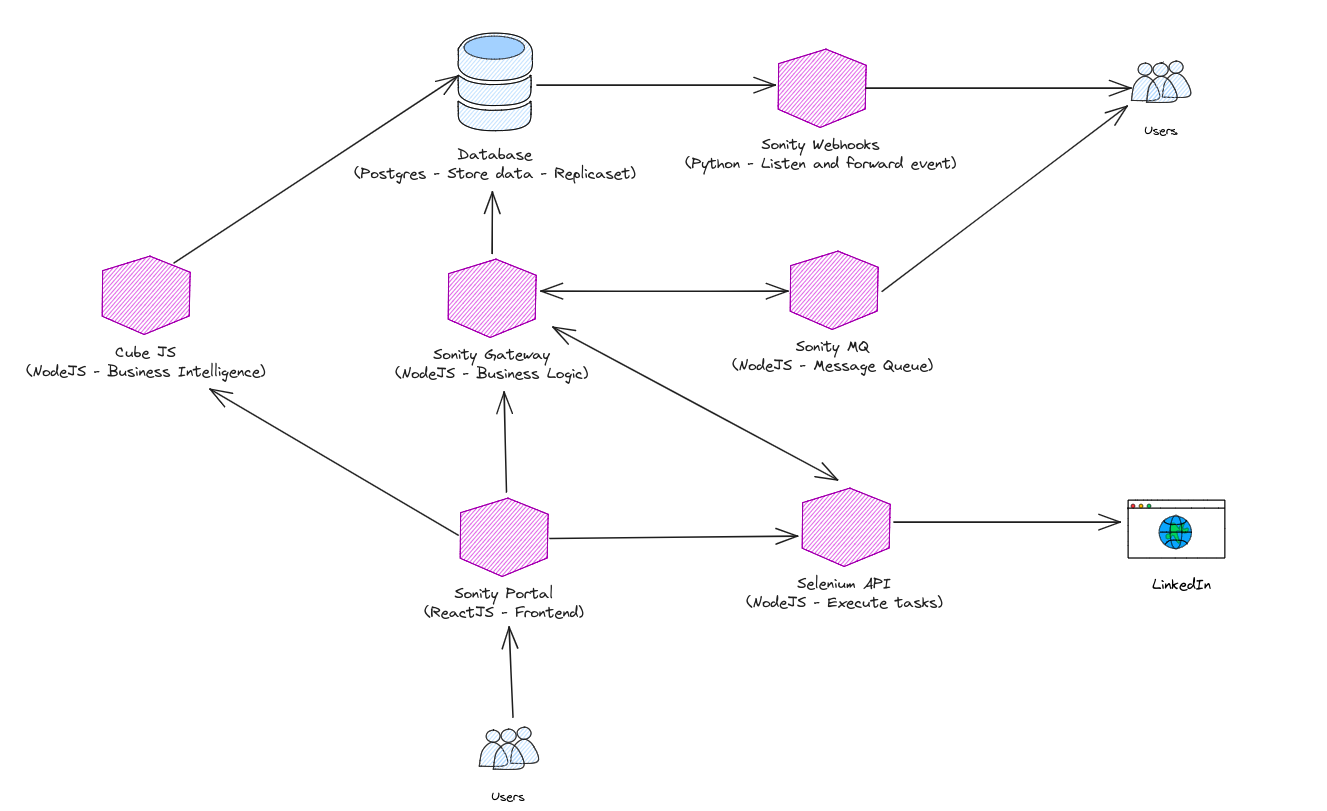 Database
(Postgres - Store data - Replicaset)
Sonity Webhooks
(Python - Listen and forward event)
Users
Cube JS
(NodeJS - Business Intelligence)
Sonity Gateway
(NodeJS - Business Logic)
Sonity MQ
(NodeJS - Message Queue)
Sonity Portal
(ReactJS - Frontend)
Selenium API
(NodeJS - Execute tasks)
LinkedIn
Users